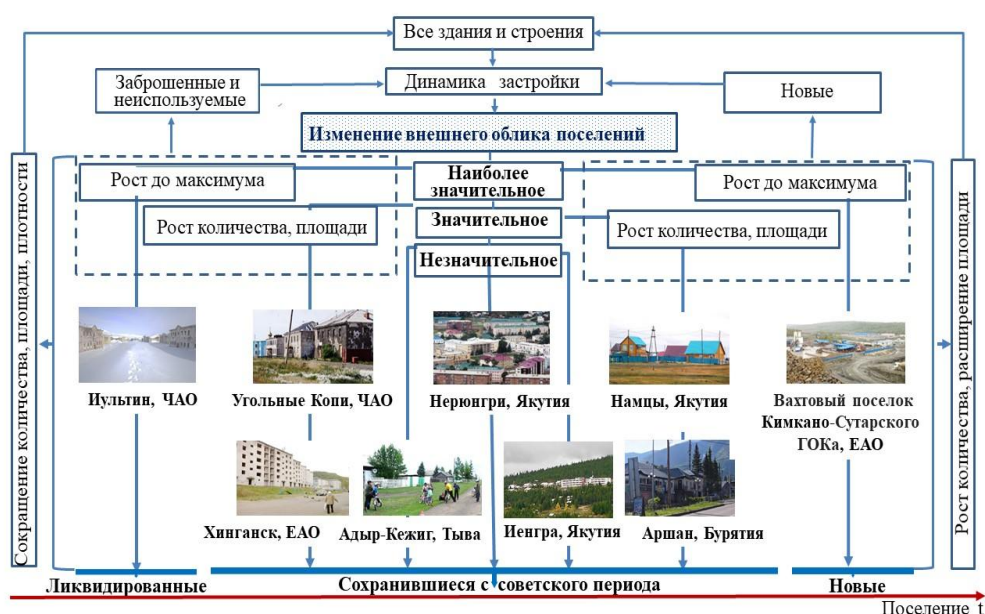 Все здания и строения
Заброшенные и
неиспользуемые
Динамика застройки
Новые
Изменение внешнего облика поселений
Сокращение количества, площади, плотности
Рост до максимума
Наиболее
значительное
Рост до максимума
Рост количества, площади
Значительное
Рост количества, площади
Незначительное
Рост количества, расширение площади
Иультин, ЧАО
Угольные Копи, ЧАО
Нерюнгри, Якутия
Намцы, Якутия
Вахтовый поселок
Кимкано-Сутарского
ГОКа, ЕАО
Хинганск, ЕАО
Адыр-Кежиг, Тыва
Иенгра, Якутия
Аршан, Бурятия
Ликвидированные
Сохранившиеся с советского периода
Новые
Поселение t